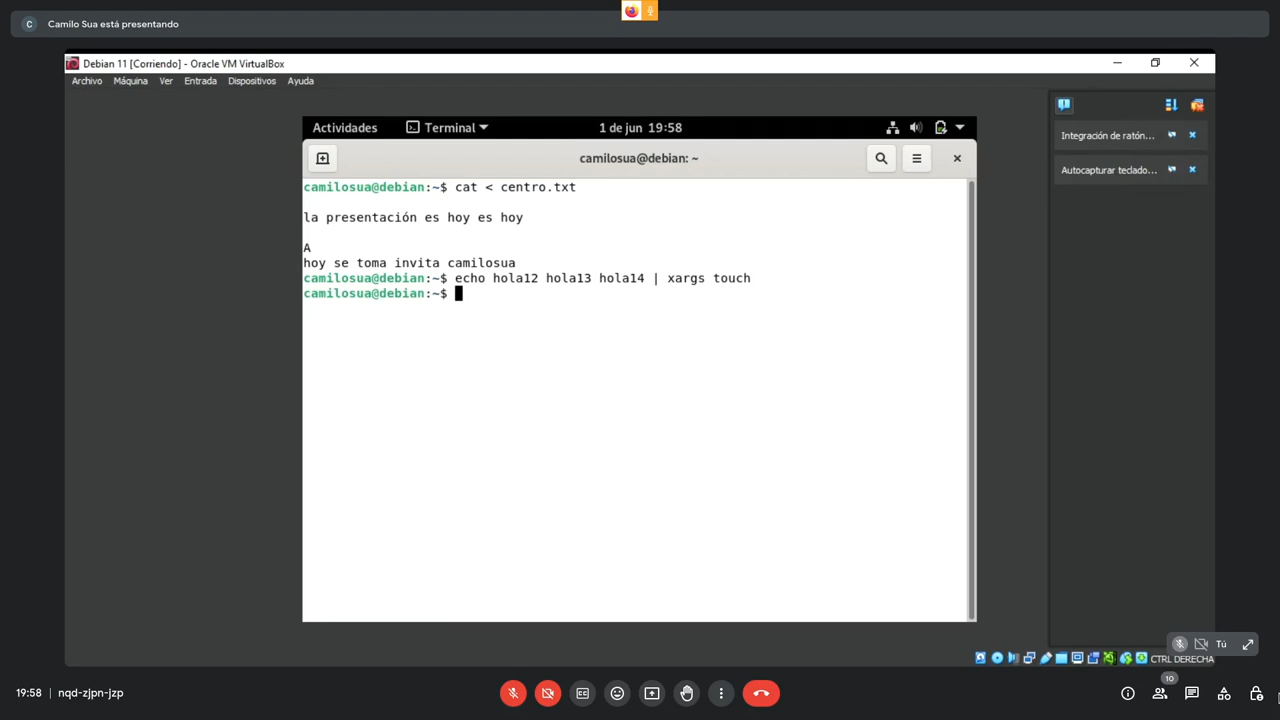 C Camilo Sua está presentando
Debian 11 [Corriendo] - Oracle VM VirtualBox
Archivo Máquina Ver Entrada Dispositivos Ayuda
Integración de ratón...
Autocapturar teclado...
Actividades Terminal 1 de jun 19:58
camilosua@debian: ~
camilosua@debian:~$ cat < centro.txt
la presentación es hoy es hoy
A
hoy se toma invita camilosua
camilosua@debian:~$ echo hola12 hola13 hola14 | xargs touch
camilosua@debian:~$
Tú
CTRL DERECHA
10
19:58 nqd-zjpn-jzp